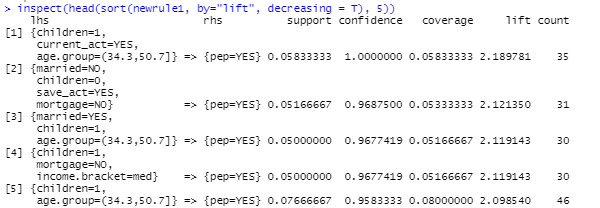 > inspect(head(sort(newrule1, by="lift", decreasing = T), 5))
lhs rhs support confidence coverage lift count
[1] {children=1,
current_act=YES,
age.group=(34.3,50.7]} => {pep=YES} 0.05833333 1.0000000 0.05833333 2.189781 35
[2] {married=NO,
children=0,
save_act=YES,
mortgage=NO} => {pep=YES} 0.05166667 0.9687500 0.05333333 2.121350 31
[3] {married=YES,
children=1,
age.group=(34.3,50.7]} => {pep=YES} 0.05000000 0.9677419 0.05166667 2.119143 30
[4] {children=1,
mortgage=NO,
income.bracket=med} => {pep=YES} 0.05000000 0.9677419 0.05166667 2.119143 30
[5] {children=1,
age.group=(34.3,50.7]} => {pep=YES} 0.07666667 0.9583333 0.08000000 2.098540 46